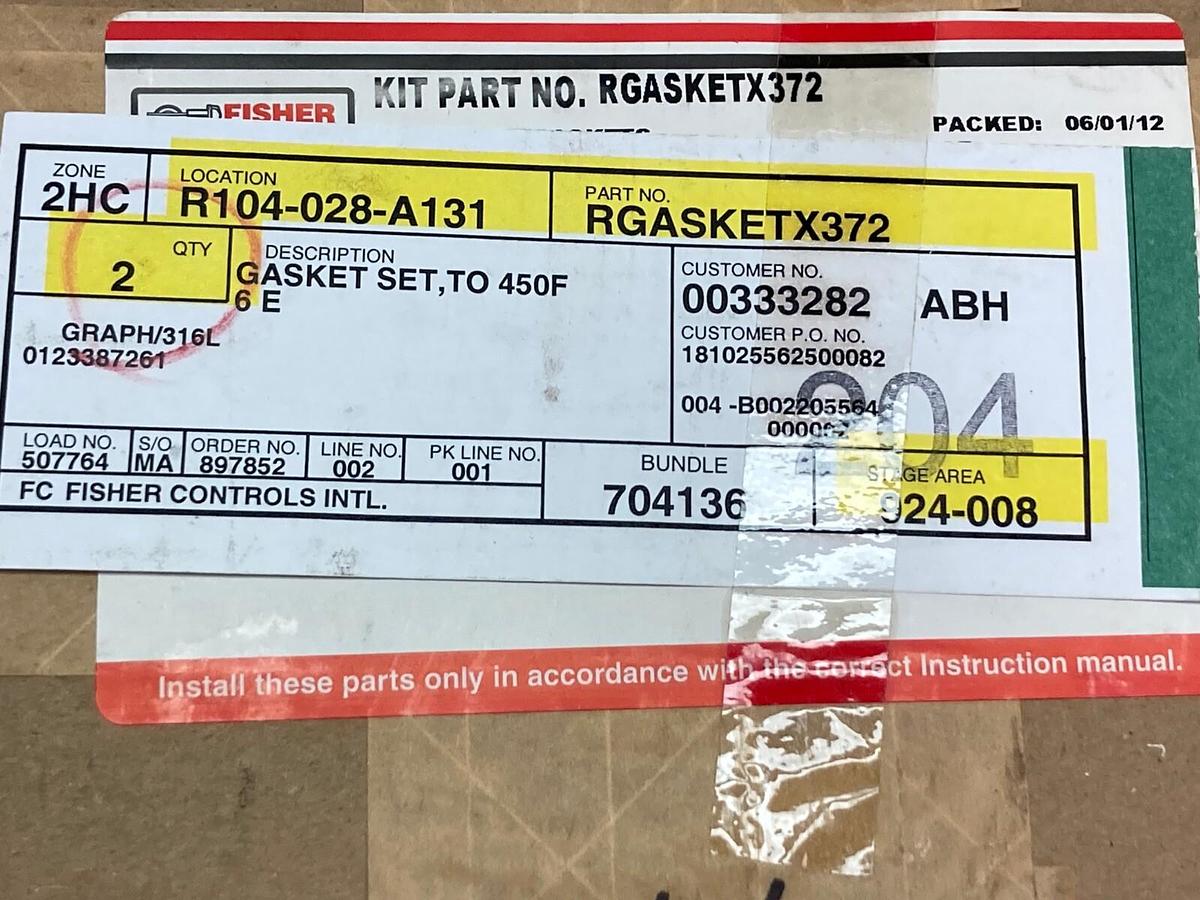 KIT PART NO. RGASKETX372
FISHER
PACKED: 06/01/12
ZONE
2HC
LOCATION
R104-028-A131
PART NO.
RGASKETX372
QTY
2
DESCRIPTION
GASKET SET,TO 450F
6 E
GRAPH/316L
0123387261
CUSTOMER NO.
00333282 ABH
CUSTOMER P.O. NO.
181025562500082
004 -B002205564
LOAD NO.
507764
S/O
MA
ORDER NO.
897852
LINE NO.
002
PK LINE NO.
001
BUNDLE
704136
STAGE AREA
924-008
FC FISHER CONTROLS INTL.
Install these parts only in accordance with the correct Instruction manual.